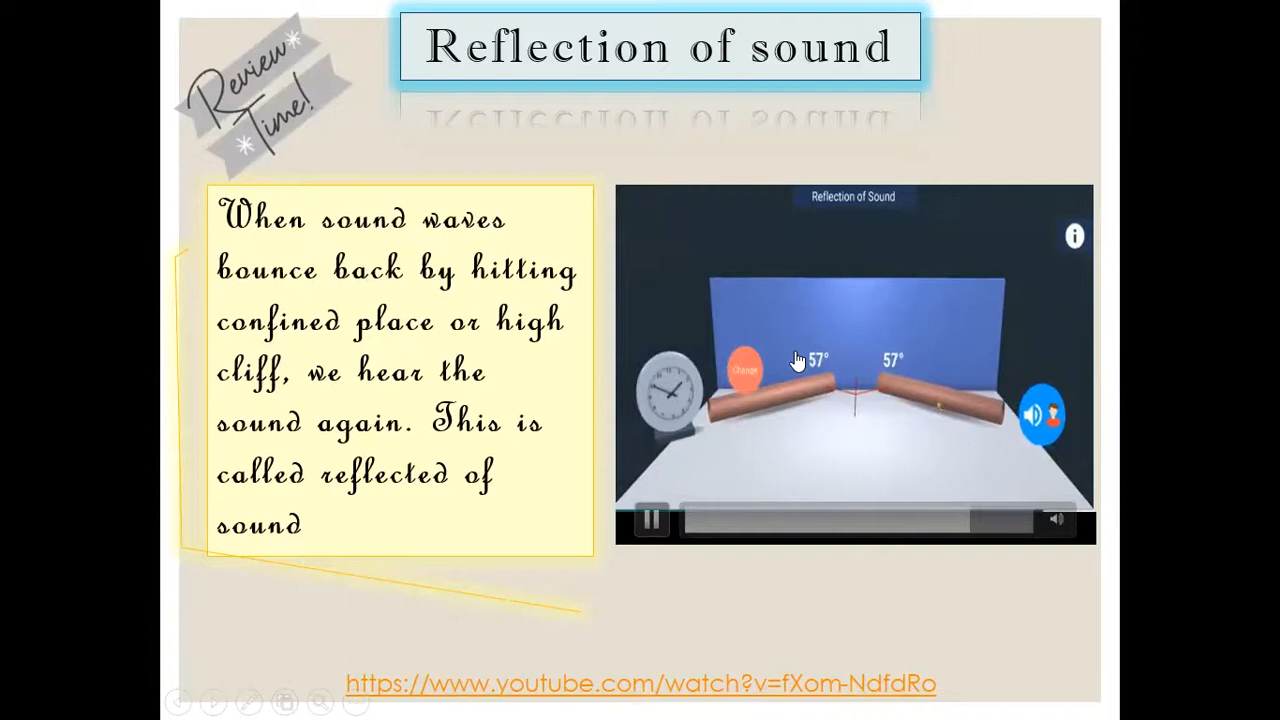 Review
Time!
Reflection of sound
When sound waves
bounce back by hitting
confined place or high
cliff, we hear the
sound again. This is
called reflected of
sound
Reflection of Sound
i
57° 57°
Change
https://www.youtube.com/watch?v=fXom-NdfdRo